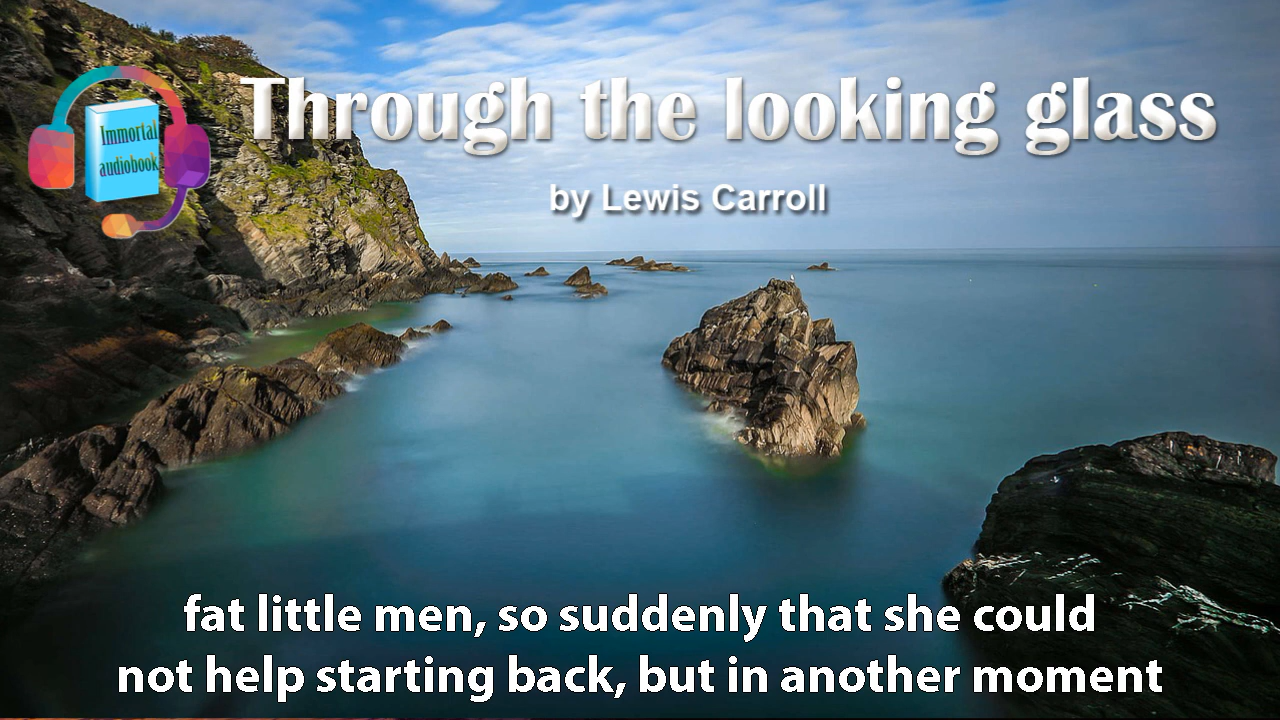 Through the looking glass
Immortal
audiobook
by Lewis Carroll
fat little men, so suddenly that she could
not help starting back, but in another moment